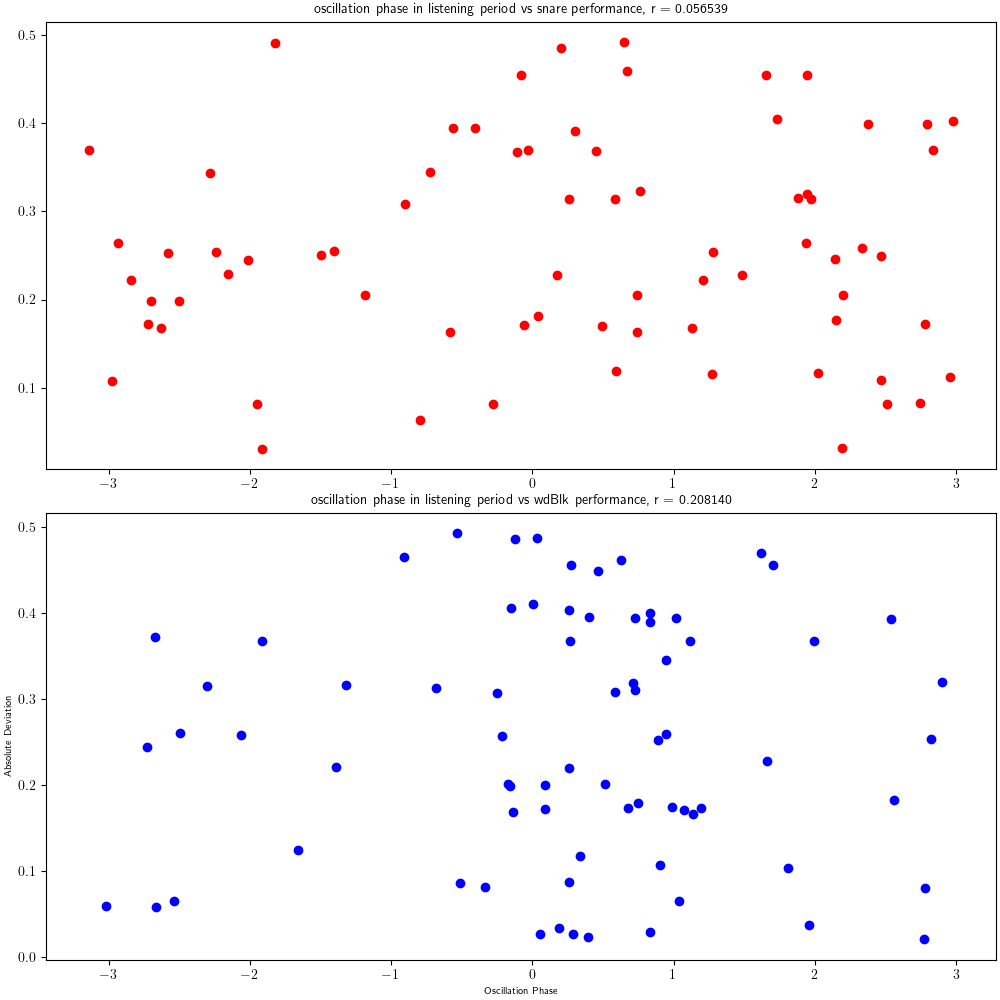 oscillation phase in listening period vs snare performance, r = 0.056539
0.5
0.4
0.3
0.2
0.1
−3 −2 −1 0 1 2 3
oscillation phase in listening period vs wdBlk performance, r = 0.208140
0.5
0.4
0.3
0.2
0.1
0.0
Absolute Deviation
−3 −2 −1 0 1 2 3
Oscillation Phase